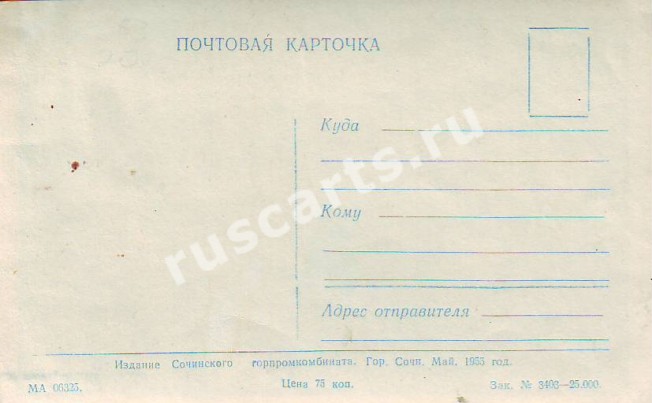 ПОЧТОВАЯ КАРТОЧКА
Куда
Кому
Адрес отправителя
Издание Сочинского горпромкомбината. Гор. Сочи. Май. 1955 год.
МА 06325. Цена 75 коп. Зак. № 3403—25.000.
ruscarts.ru